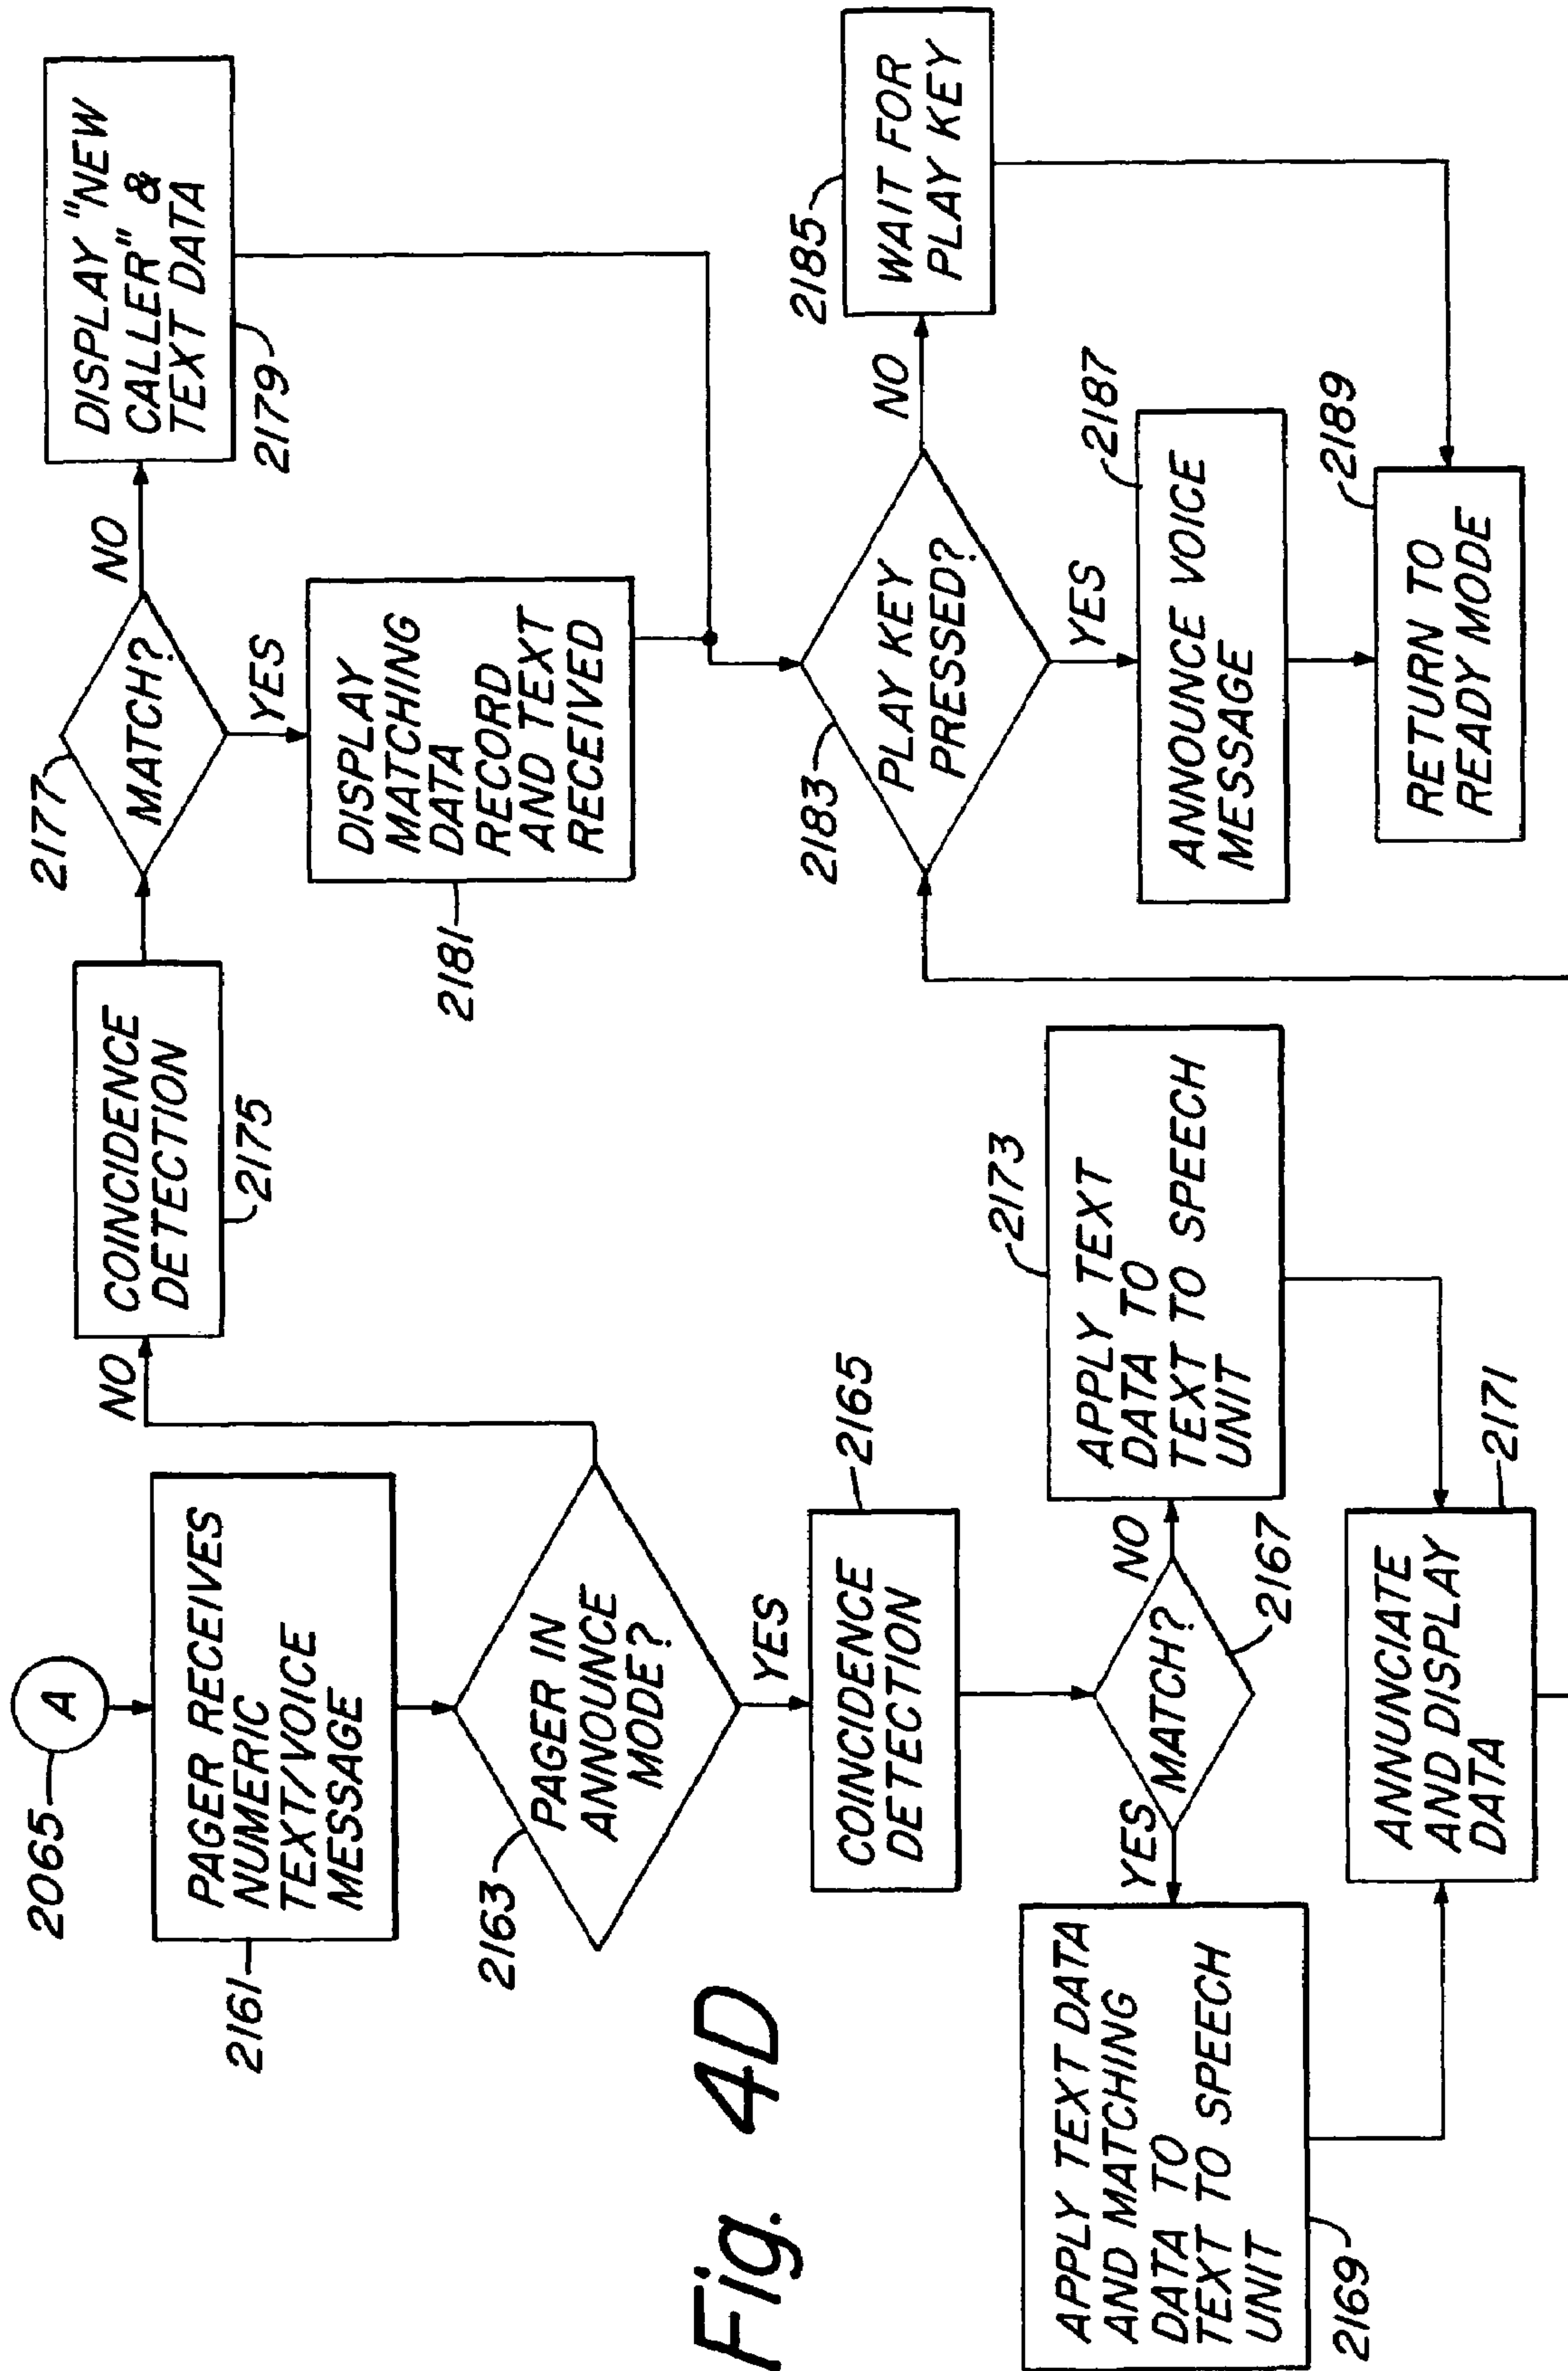 2065
A
2161
PAGER RECEIVES
NUMERIC
TEXT/VOICE
MESSAGE
2163
PAGER IN
ANNOUNCE
MODE?
NO
YES
2165
COINCIDENCE
DETECTION
MATCH?
2167
YES
NO
APPLY TEXT DATA
AND MATCHING
DATA TO
TEXT TO SPEECH
UNIT
2169
2173
APPLY TEXT
DATA TO
TEXT TO SPEECH
UNIT
2171
ANNUNCIATE
AND DISPLAY
DATA
COINCIDENCE
DETECTION
2175
2177
MATCH?
NO
YES
DISPLAY "NEW
CALLER" &
TEXT DATA
2179
DISPLAY
MATCHING
DATA
RECORD
AND TEXT
RECEIVED
2181
2183
PLAY KEY
PRESSED?
NO
YES
2185
WAIT FOR
PLAY KEY
2187
ANNOUNCE VOICE
MESSAGE
2189
RETURN TO
READY MODE
Fig. 4D